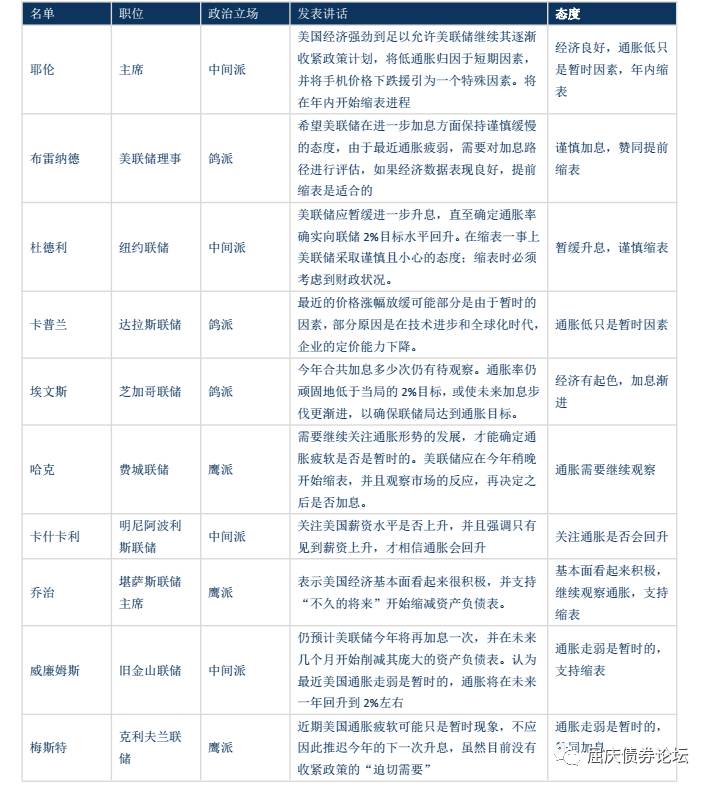 名单 职位 政治立场 发表讲话 态度
耶伦 主席 中间派
美国经济强劲到足以允许美联储继续其逐渐
收紧政策计划，将低通胀归因于短期因素，
并将手机价格下跌援引为一个特殊因素。将
在年内开始缩表进程
经济良好，通胀低只
是暂时因素，年内缩
表
布雷纳德 美联储理事 鸽派
希望美联储在进一步加息方面保持谨慎缓慢
的态度，由于最近通胀疲弱，需要对加息路
径进行评估，如果经济数据表现良好，提前
缩表是适合的
谨慎加息，赞同提前
缩表
杜德利 纽约联储 中间派
美联储应暂缓进一步升息，直至确定通胀率
确实向联储 2%目标水平回升。在缩表一事上
美联储采取谨慎且小心的态度；缩表时必须
考虑到财政状况。
暂缓升息，谨慎缩表
卡普兰 达拉斯联储 鸽派
最近的价格涨幅放缓可能部分是由于暂时的
因素，部分原因是在技术进步和全球化时代，
企业的定价能力下降。
通胀低只是暂时因素
埃文斯 芝加哥联储 鸽派
今年合共加息多少次仍有待观察。通胀率仍
顽固地低于当局的 2%目标，或使未来加息步
伐更渐进，以确保联储局达到通胀目标。
经济有起色，加息渐
进
哈克 费城联储 鹰派
需要继续关注通胀形势的发展，才能确定通
胀疲软是否是暂时的。美联储应在今年稍晚
开始缩表，并且观察市场的反应，再决定之
后是否加息。
通胀需要继续观察
卡什卡利
明尼阿波利
斯联储
中间派
关注美国薪资水平是否上升，并且强调只有
见到薪资上升，才相信通胀会回升
关注通胀是否会回升
乔治
堪萨斯联储
主席
鹰派
表示美国经济基本面看起来很积极，并支持
“不久的将来”开始缩减资产负债表。
基本面看起来积极，
继续观察通胀，支持
缩表
威廉姆斯 旧金山联储 中间派
仍预计美联储今年将再加息一次，并在未来
几个月开始削减其庞大的资产负债表。认为
最近美国通胀走弱是暂时的，通胀将在未来
一年回升到 2%左右
通胀走弱是暂时的，
支持缩表
梅斯特
克利夫兰联
储
鹰派
近期美国通胀疲软可能只是暂时现象，不应
因此推迟今年的下一次升息，虽然目前没有
收紧政策的“迫切需要”
通胀走弱是暂时的，
加息
屈庆债券论坛